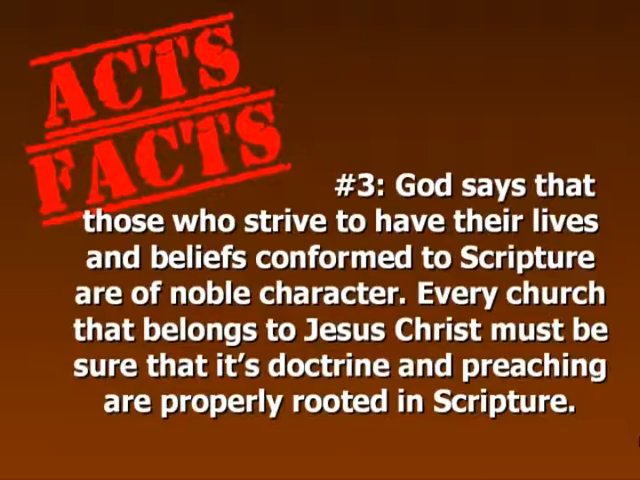 ACTS
FACTS
#3: God says that
those who strive to have their lives
and beliefs conformed to Scripture
are of noble character. Every church
that belongs to Jesus Christ must be
sure that it's doctrine and preaching
are properly rooted in Scripture.